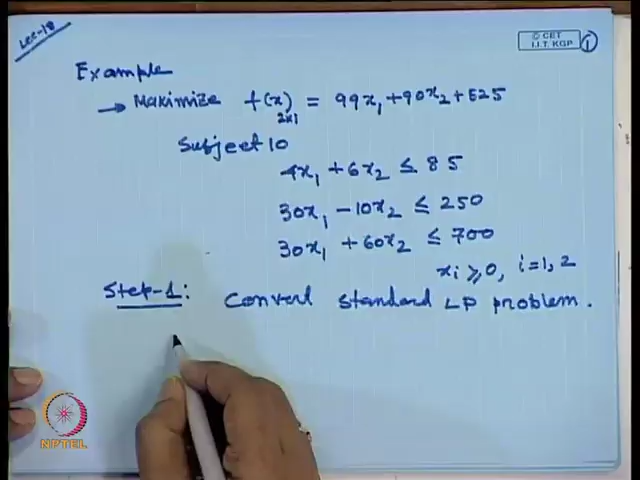 Lec-18
© CET
I.I.T. KGP
1
Example
→ Maximize f(x) = 99x₁ + 90x₂ + 525
2x1
Subject to
4x₁ + 6x₂ ≤ 85
30x₁ - 10x₂ ≤ 250
30x₁ + 60x₂ ≤ 700
xi ≥ 0, i=1, 2
Step-1: Convert standard LP problem.
NPTEL